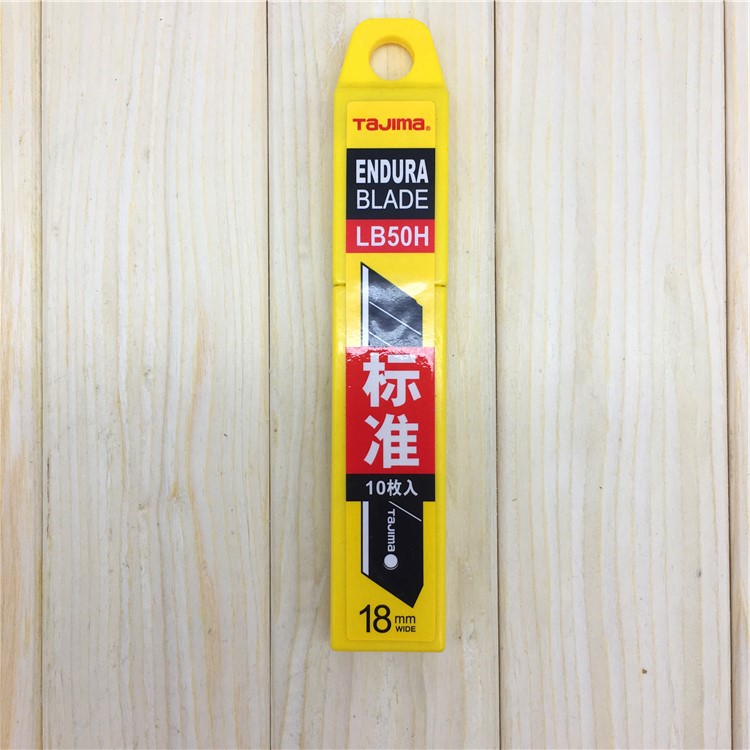 TaJima®
ENDURA
BLADE
LB50H
标
准
10枚入
TaJima
18mm
WIDE